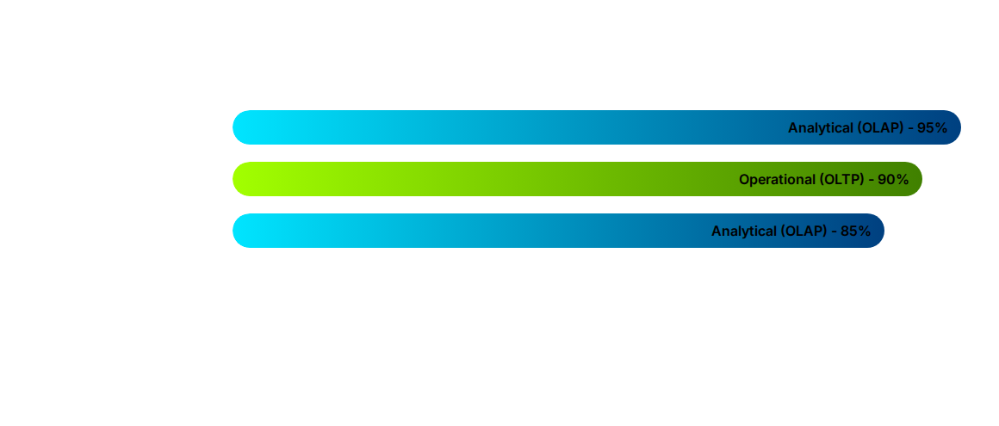 Analytical (OLAP) - 95%
Operational (OLTP) - 90%
Analytical (OLAP) - 85%